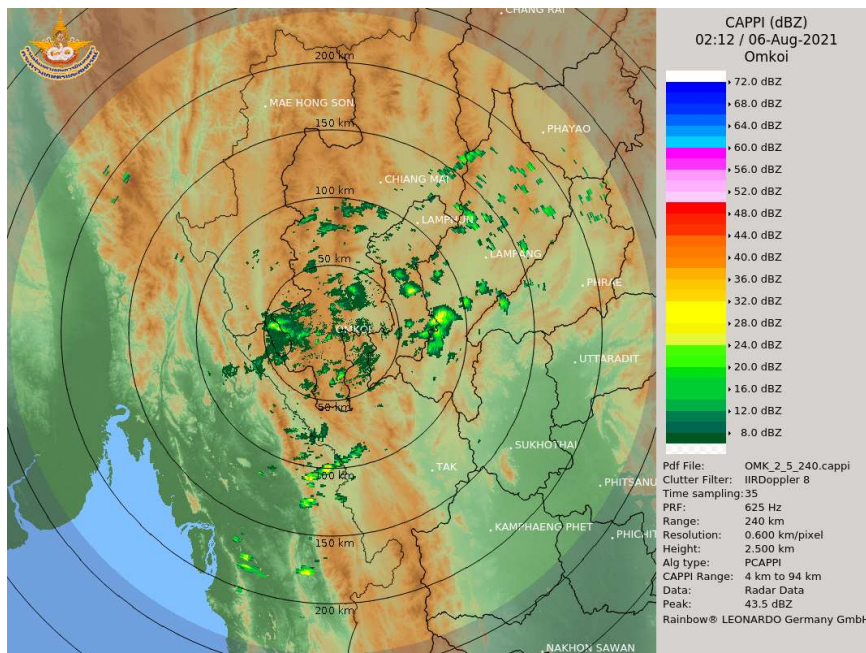 CHANG RAI
200 km
MAE HONG SON
150 km
PHAYAO
CHIANG MAI
100 km
LAMPHUN
LAMPANG
50 km
PHRAE
OMKOI
UTTARADIT
50 km
SUKHOTHAI
TAK
100 km
PHITSANU
KAMPHAENG PHET
PHICHIT
150 km
200 km
NAKHON SAWAN
CAPPI (dBZ)
02:12 / 06-Aug-2021
Omkoi
72.0 dBZ
68.0 dBZ
64.0 dBZ
60.0 dBZ
56.0 dBZ
52.0 dBZ
48.0 dBZ
44.0 dBZ
40.0 dBZ
36.0 dBZ
32.0 dBZ
28.0 dBZ
24.0 dBZ
20.0 dBZ
16.0 dBZ
12.0 dBZ
8.0 dBZ
Pdf File: OMK_2_5_240.cappi
Clutter Filter: IIRDoppler 8
Time sampling:35
PRF: 625 Hz
Range: 240 km
Resolution: 0.600 km/pixel
Height: 2.500 km
Alg type: PCAPPI
CAPPI Range: 4 km to 94 km
Data: Radar Data
Peak: 43.5 dBZ
Rainbow® LEONARDO Germany GmbH